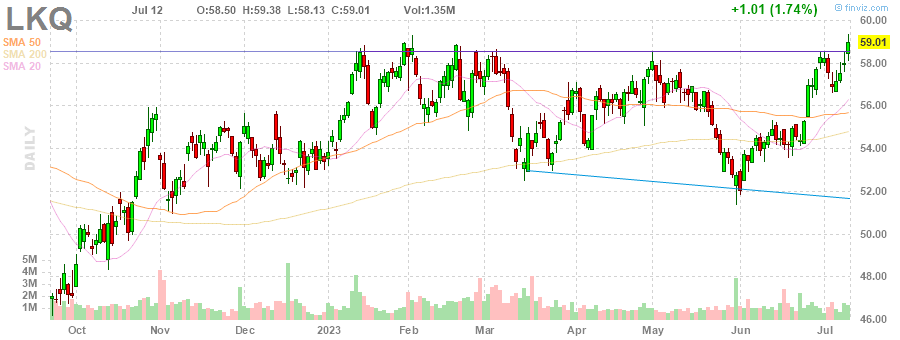 LKQ
Jul 12 O:58.50 H:59.38 L:58.13 C:59.01 Vol:1.35M +1.01 (1.74%)
© finviz.com
SMA 50
SMA 200
SMA 20
DAILY
60.00
59.01
58.00
56.00
54.00
52.00
50.00
48.00
46.00
5M
4M
3M
2M
1M
Oct Nov Dec 2023 Feb Mar Apr May Jun Jul